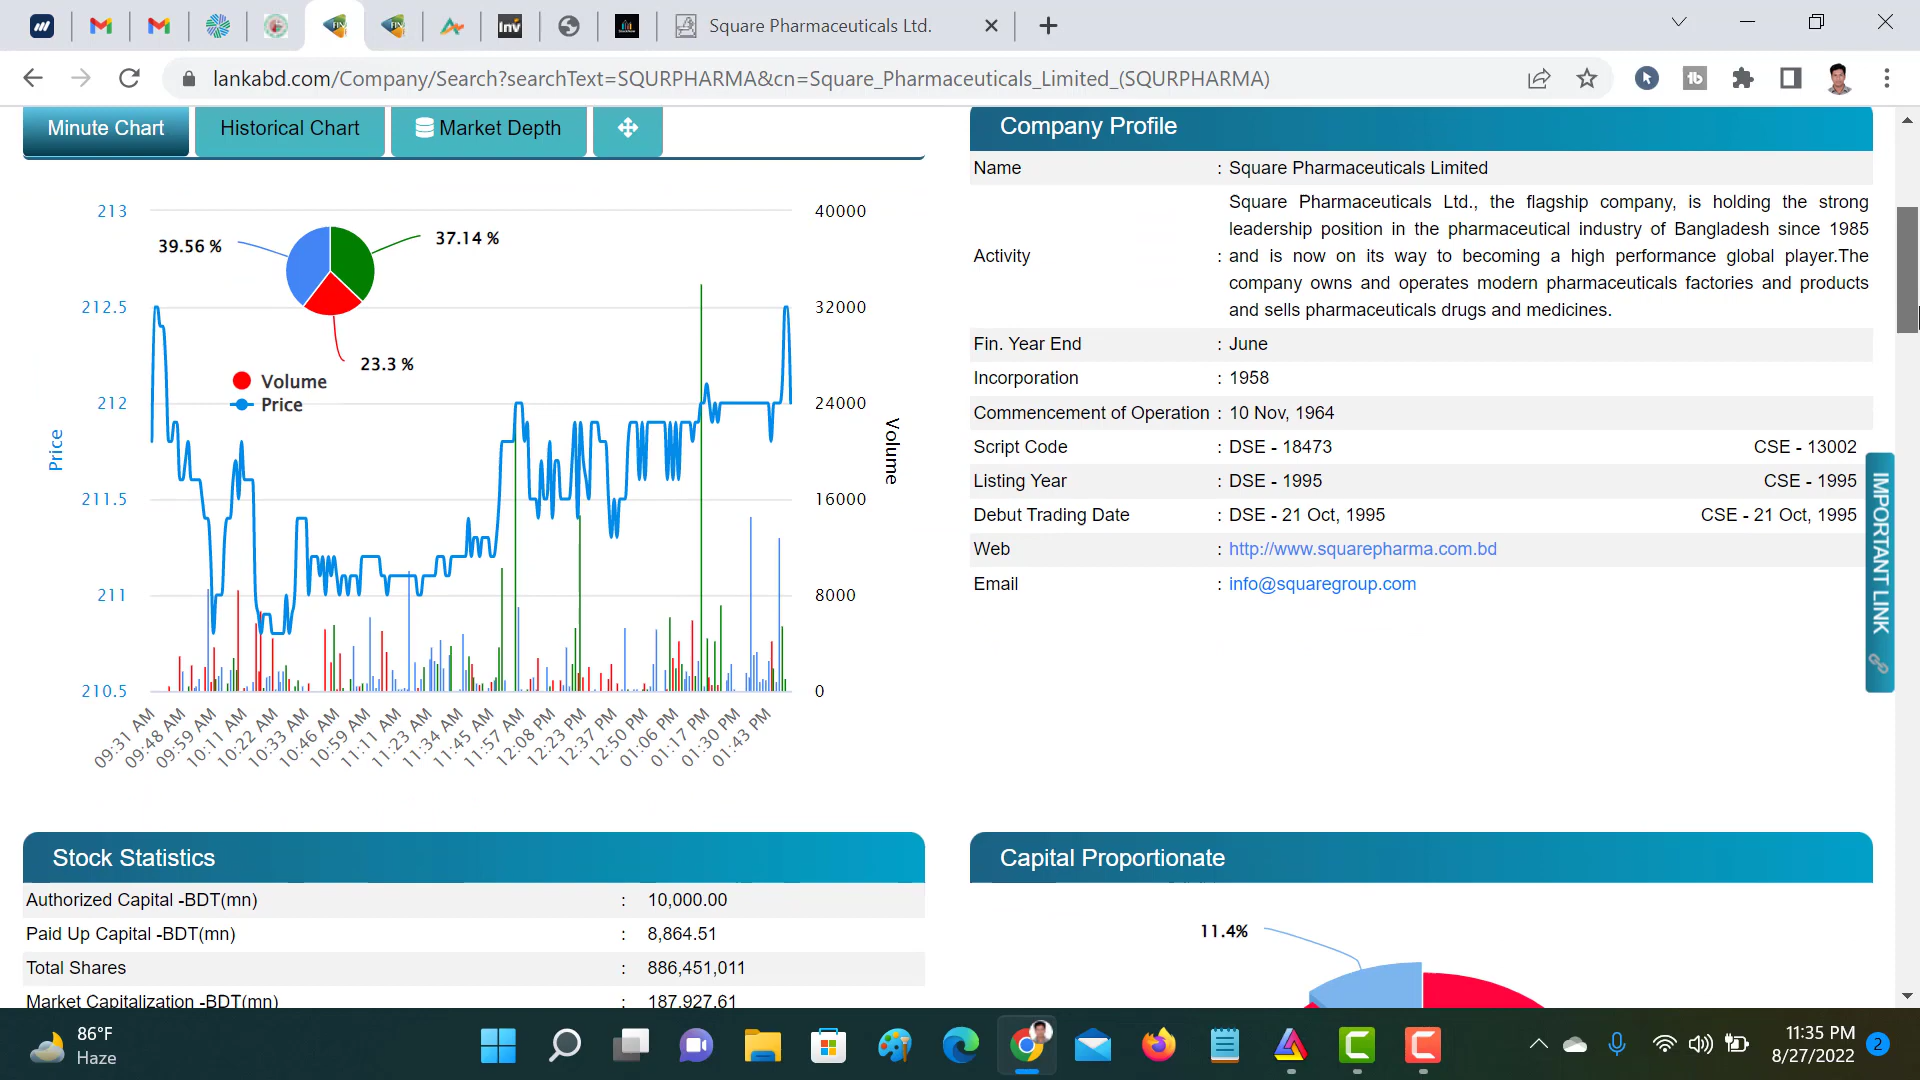 Inv
Square Pharmaceuticals Ltd.
lankabd.com/Company/Search?searchText=SQURPHARMA&cn=Square_Pharmaceuticals_Limited_(SQURPHARMA)
Minute Chart
Historical Chart
Market Depth
213
212.5
212
211.5
211
210.5
Price
39.56 %
37.14 %
23.3 %
Volume
Price
40000
32000
24000
16000
8000
0
Volume
09:31 AM
09:48 AM
09:59 AM
10:11 AM
10:22 AM
10:33 AM
10:46 AM
10:59 AM
11:11 AM
11:23 AM
11:34 AM
11:45 AM
11:57 AM
12:08 PM
12:23 PM
12:37 PM
12:50 PM
01:06 PM
01:17 PM
01:30 PM
01:43 PM
Company Profile
Name : Square Pharmaceuticals Limited
Square Pharmaceuticals Ltd., the flagship company, is holding the strong
leadership position in the pharmaceutical industry of Bangladesh since 1985
Activity : and is now on its way to becoming a high performance global player.The
company owns and operates modern pharmaceuticals factories and products
and sells pharmaceuticals drugs and medicines.
Fin. Year End : June
Incorporation : 1958
Commencement of Operation : 10 Nov, 1964
Script Code : DSE - 18473 CSE - 13002
Listing Year : DSE - 1995 CSE - 1995
Debut Trading Date : DSE - 21 Oct, 1995 CSE - 21 Oct, 1995
Web : http://www.squarepharma.com.bd
Email : info@squaregroup.com
IMPORTANT LINK
Stock Statistics
Authorized Capital -BDT(mn) : 10,000.00
Paid Up Capital -BDT(mn) : 8,864.51
Total Shares : 886,451,011
Market Capitalization -BDT(mn) : 187,927.61
Capital Proportionate
11.4%
86°F
Haze
11:35 PM
8/27/2022
2